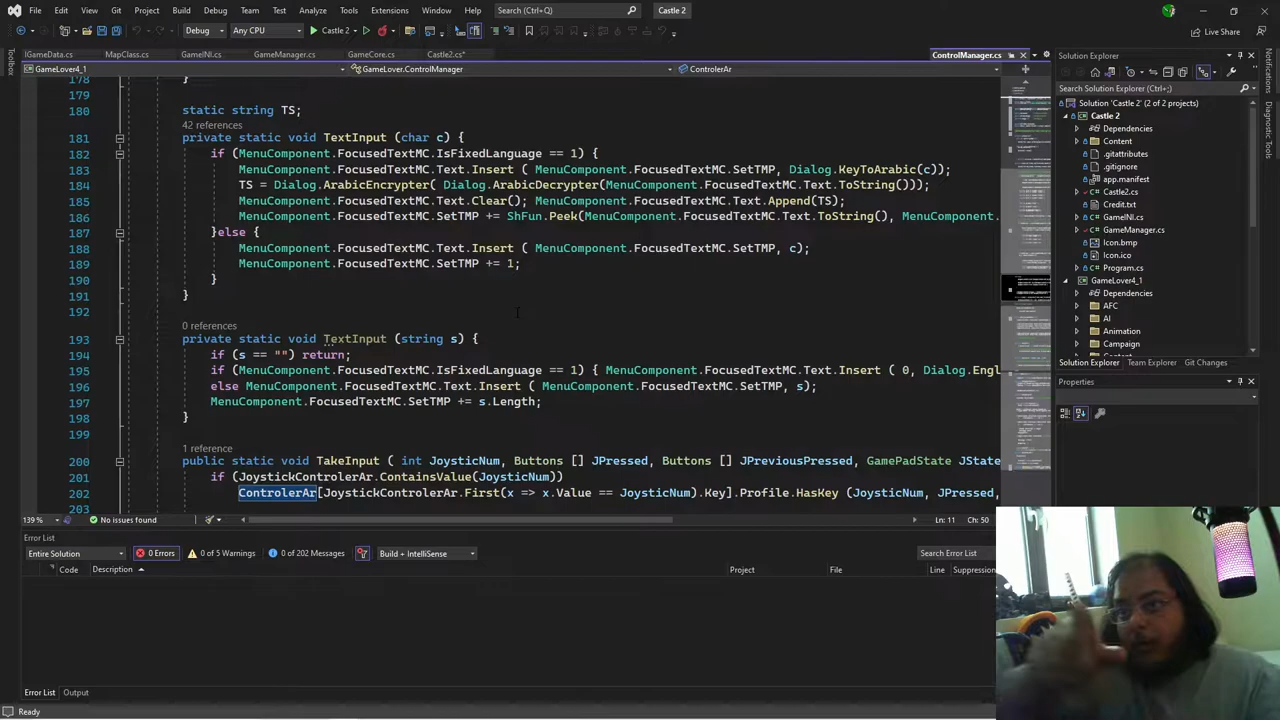 File Edit View Git Project Build Debug Test Analyze Tools Extensions Window Help Search (Ctrl+Q) Castle 2
Debug Any CPU Castle 2 Live Share
Toolbox
IGameData.cs MapClass.cs GameINI.cs GameManager.cs GameCore.cs Castle2.cs* ControlManager.cs
GameLover4_1 GameLover.ControlManager ControlerAr
178 }
179
180 static string TS;
42 references
181 private static void TextInput (char c) {
182 if (MenuComponent.FocusedTextMC.IsFixedLanguage == 1) {
183 MenuComponent.FocusedTextMC.Text.Insert ( MenuComponent.FocusedTextMC.SetTMP, Dialog.KeyToArabic(c));
184 TS = Dialog.ArabicEncrypter( Dialog.ArabicDecrypter(MenuComponent.FocusedTextMC.Text.ToString()));
185 MenuComponent.FocusedTextMC.Text.Clear(); MenuComponent.FocusedTextMC.Text.Append(TS);
186 MenuComponent.FocusedTextMC.SetTMP += ShFun.Peek(MenuComponent.FocusedTextMC.Text.ToString(), MenuComponent.
187 }else {
188 MenuComponent.FocusedTextMC.Text.Insert ( MenuComponent.FocusedTextMC.SetTMP, c);
189 MenuComponent.FocusedTextMC.SetTMP += 1;
190 }
191 }
192
0 references
193 private static void TextInput (string s) {
194 if (s == "") return;
195 if (MenuComponent.FocusedTextMC.IsFixedLanguage == 1) { MenuComponent.FocusedTextMC.Text.Insert ( 0, Dialog.Engl
196 else MenuComponent.FocusedTextMC.Text.Insert ( MenuComponent.FocusedTextMC.SetTMP, s);
197 MenuComponent.FocusedTextMC.SetTMP += s.Length;
198 }
199
1 reference
200 public static void KeyInput ( int JoysticNum, Buttons [] JPressed, Buttons [] JPreviousPressed, GamePadState JState
201 if (JoystickControlerAr.ContainsValue(JoysticNum))
202 ControlerAr[JoystickControlerAr.First(x => x.Value == JoysticNum).Key].Profile.HasKey (JoysticNum, JPressed,
203
139 % No issues found Ln: 11 Ch: 50
Error List
Entire Solution 0 Errors 0 of 5 Warnings 0 of 202 Messages Build + IntelliSense Search Error List
Code Description Project File Line Suppression
Error List Output
Ready
Solution Explorer
Search Solution Explorer (Ctrl+;)
Solution 'Castle 2' (2 of 2 projects)
Castle 2
Dependencies
Content
.gitattributes
.gitignore
app.manifest
Castle2.cs
Credit.txt
GameINI.cs
GameManager.cs
Icon.bmp
Icon.ico
Program.cs
GameLover4_1
Dependencies
AFC
AI
Animation
Campaign
Solution Explorer Team Explorer Git Changes
Properties
Notifications
Diagnostic Tools